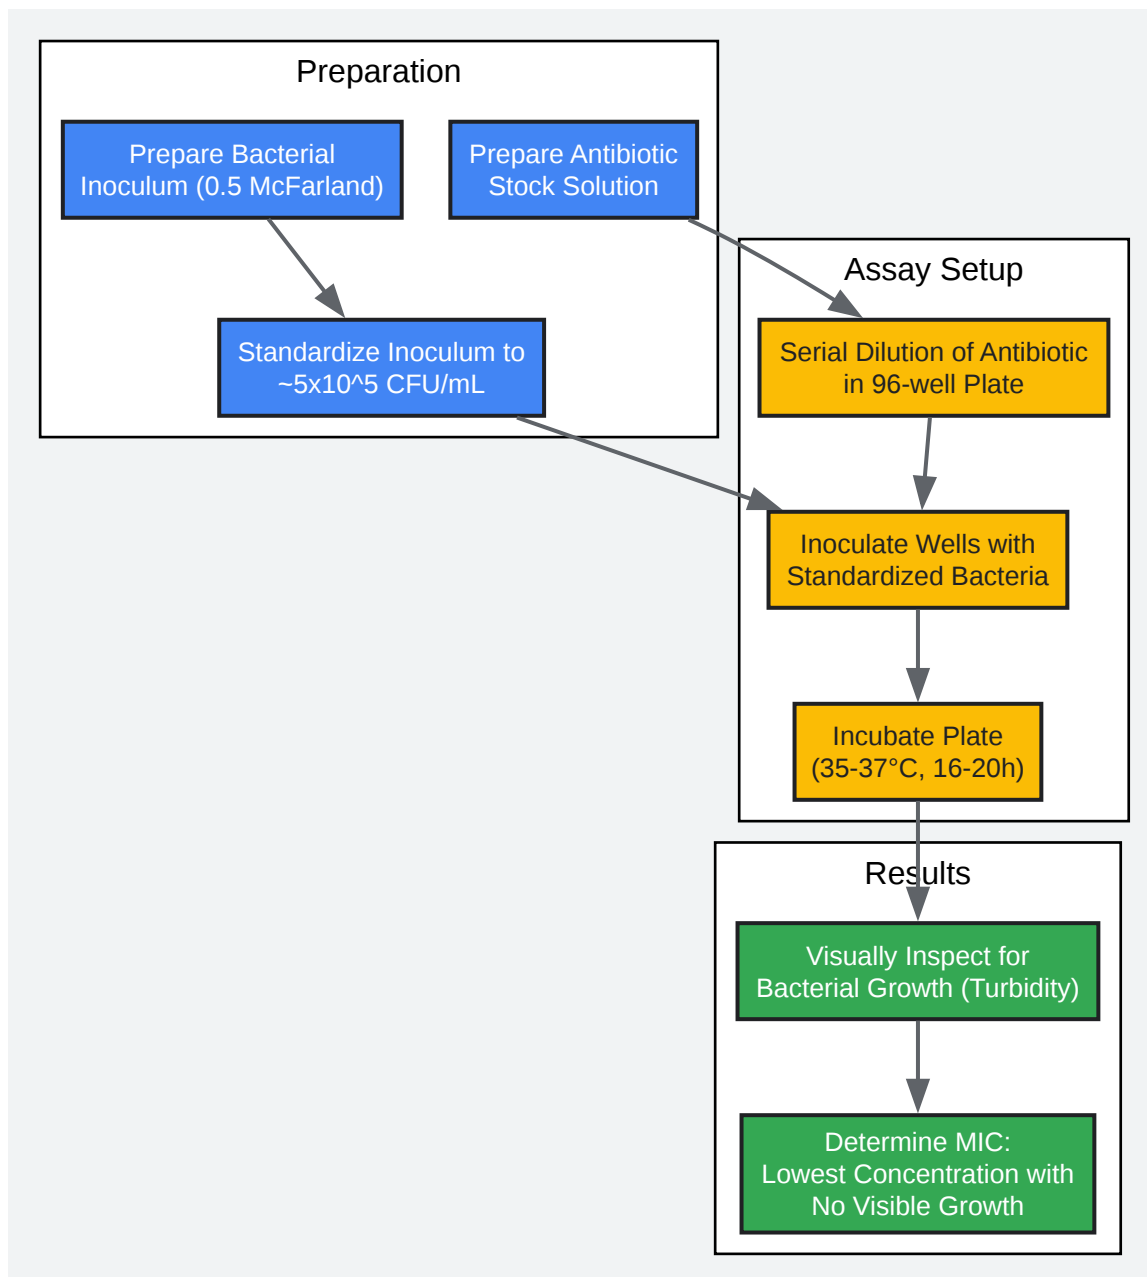 Preparation
Prepare Bacterial
Inoculum (0.5 McFarland)
Prepare Antibiotic
Stock Solution
Standardize Inoculum to
~5x10^5 CFU/mL
Assay Setup
Serial Dilution of Antibiotic
in 96-well Plate
Inoculate Wells with
Standardized Bacteria
Incubate Plate
(35-37°C, 16-20h)
Results
Visually Inspect for
Bacterial Growth (Turbidity)
Determine MIC:
Lowest Concentration with
No Visible Growth